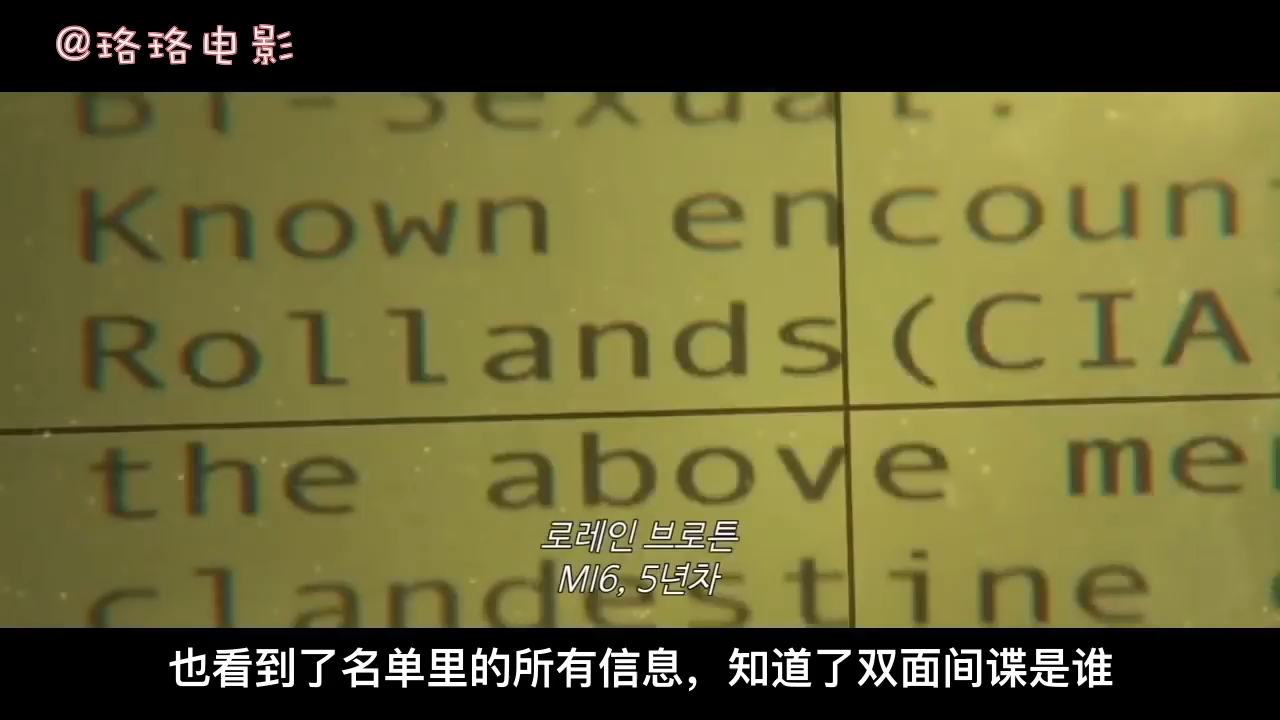 @珞珞电影
Bi-Sexual.
Known encoun
Rollands(CIA
the above me
로레인 브로튼
MI6, 5년차
clandestine
也看到了名单里的所有信息，知道了双面间谍是谁